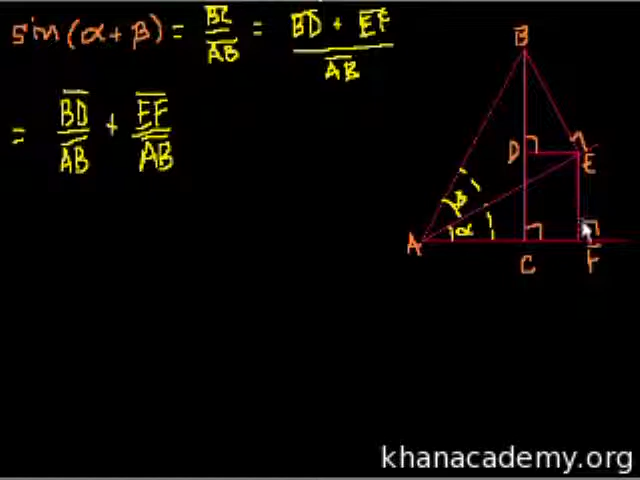 sin(α+β) = BC/AB = BD + EF/AB
= BD/AB + EF/AB
B
D
E
β
α
A
C
F
khanacademy.org